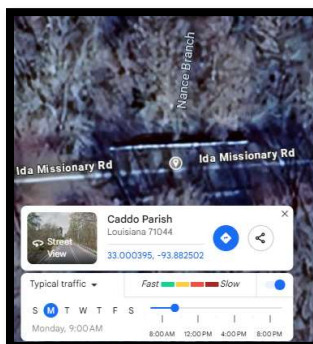 Nance Branch
Ida Missionary Rd
Ida Missionary Rd
Caddo Parish
Louisiana 71044
Street
View
33.000395, -93.882502
Typical traffic
Fast Slow
S M T W T F S
Monday, 9:00 AM
8:00 AM 12:00 PM 4:00 PM 8:00 PM